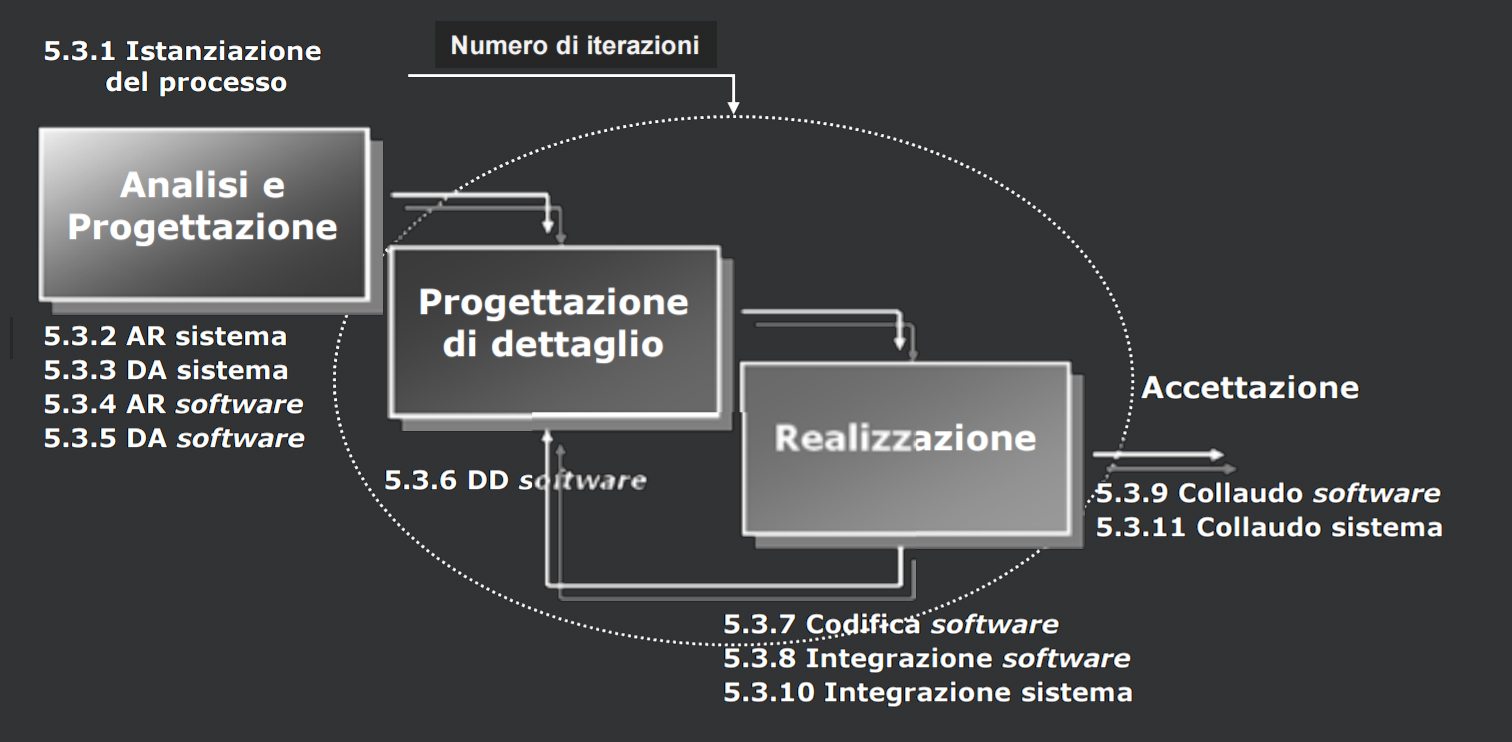 5.3.1 Istanziazione
del processo
Numero di iterazioni
Analisi e
Progettazione
5.3.2 AR sistema
5.3.3 DA sistema
5.3.4 AR software
5.3.5 DA software
Progettazione
di dettaglio
5.3.6 DD software
Realizzazione
5.3.7 Codifica software
5.3.8 Integrazione software
5.3.10 Integrazione sistema
Accettazione
5.3.9 Collaudo software
5.3.11 Collaudo sistema